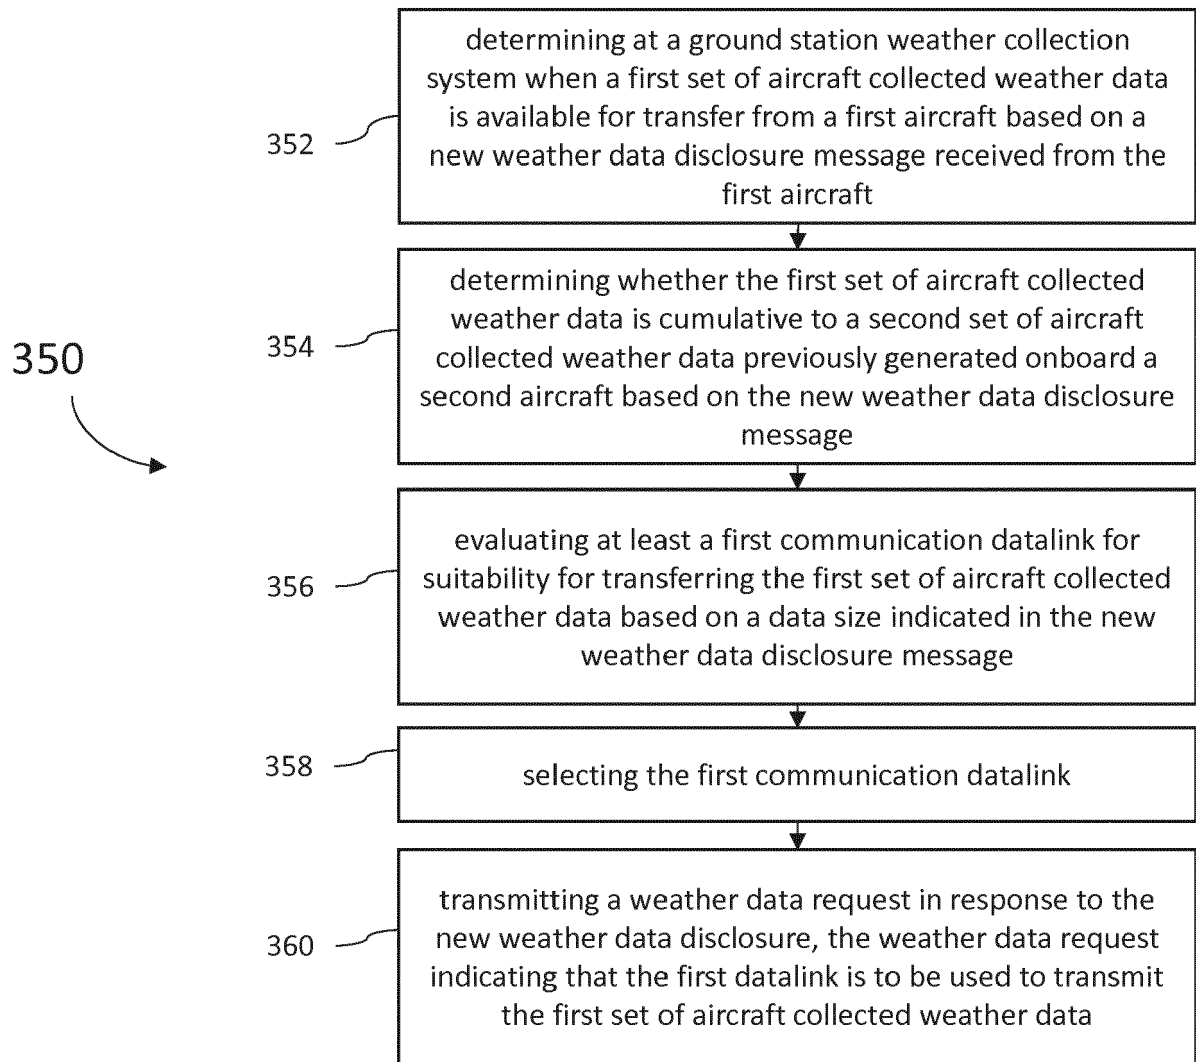 determining at a ground station weather collection
system when a first set of aircraft collected weather data
is available for transfer from a first aircraft based on a
new weather data disclosure message received from the
first aircraft
352
determining whether the first set of aircraft collected
weather data is cumulative to a second set of aircraft
collected weather data previously generated onboard a
second aircraft based on the new weather data disclosure
message
354
350
evaluating at least a first communication datalink for
suitability for transferring the first set of aircraft collected
weather data based on a data size indicated in the new
weather data disclosure message
356
selecting the first communication datalink
358
transmitting a weather data request in response to the
new weather data disclosure, the weather data request
indicating that the first datalink is to be used to transmit
the first set of aircraft collected weather data
360